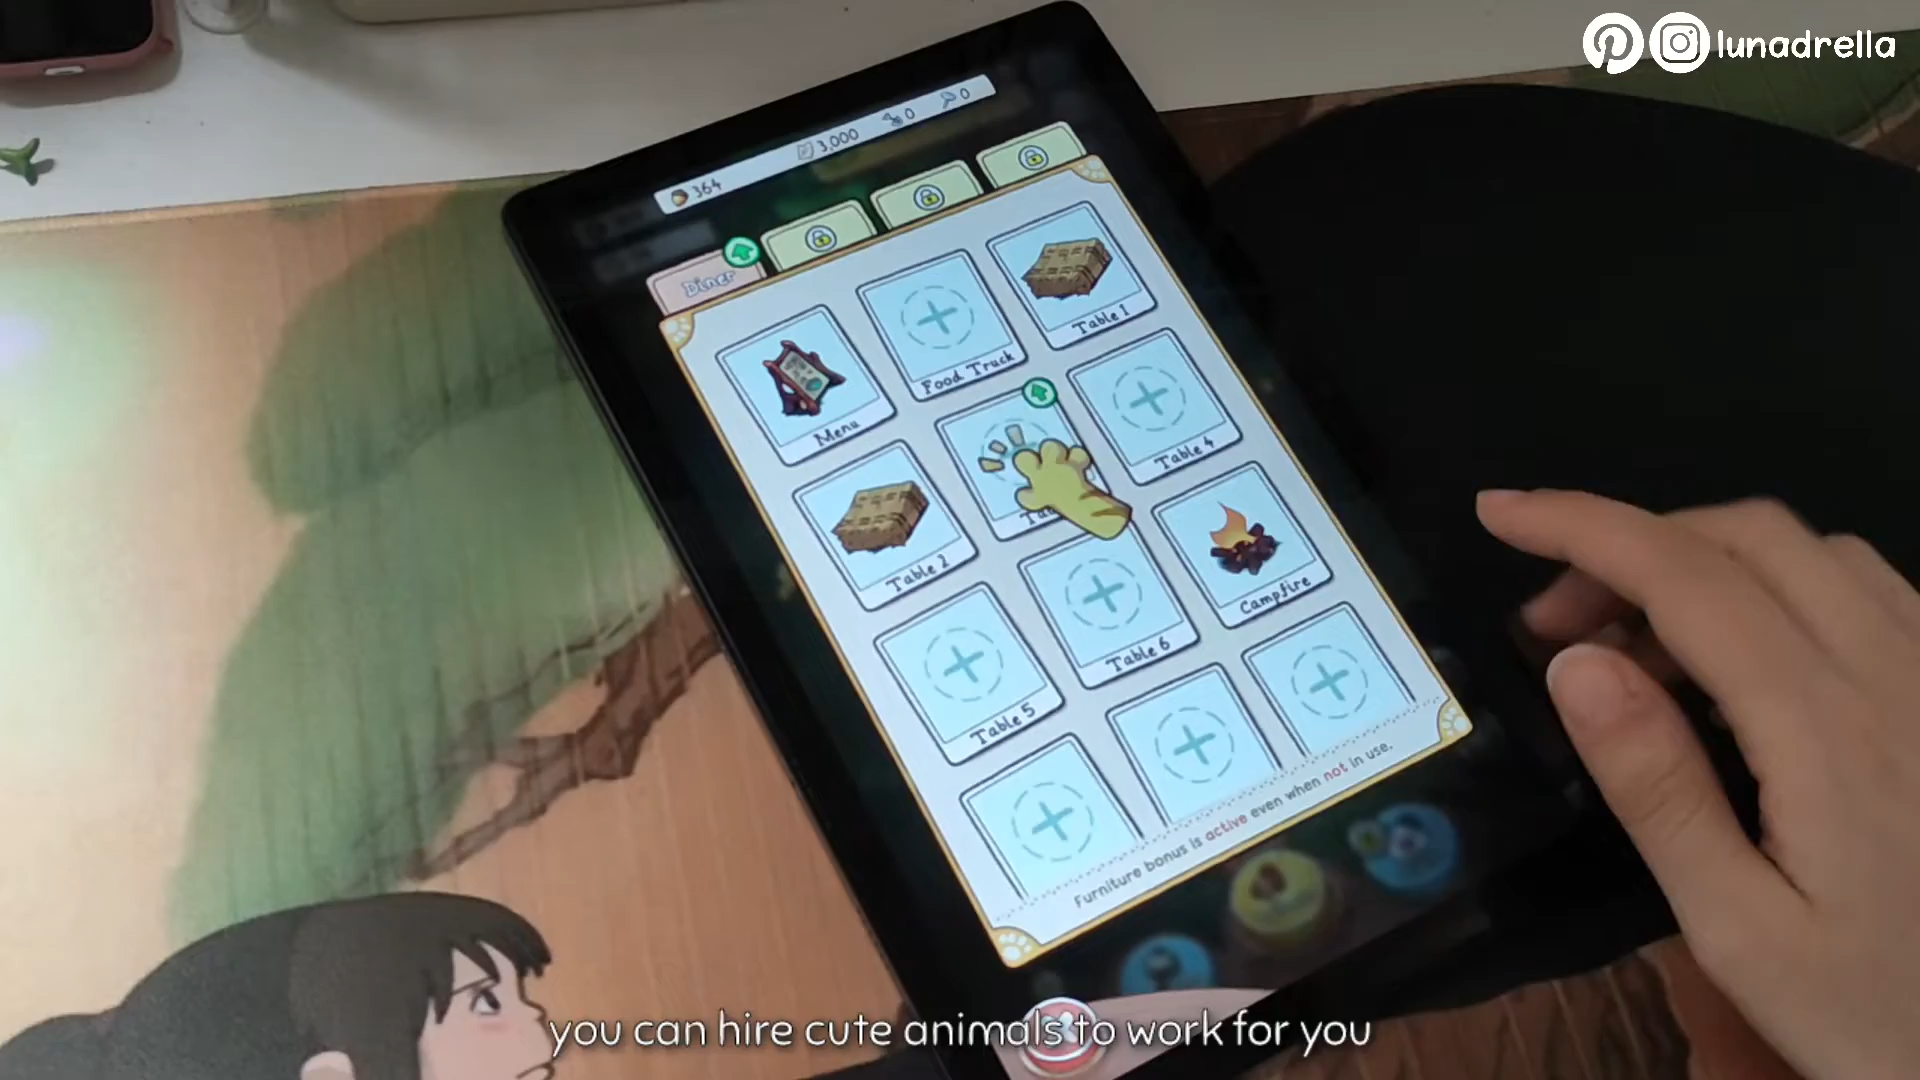 lunadrella
364
3,000
0
0
Diner
Menu
Food Truck
Table 1
Table 2
Table 4
Table 5
Table 6
Campfire
Furniture bonus is active even when not in use.
you can hire cute animals to work for you